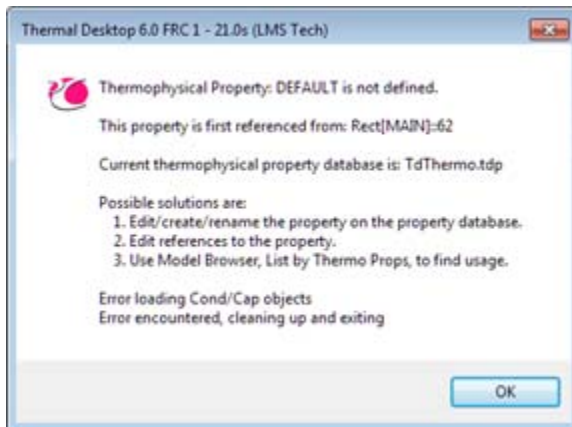 Thermal Desktop 6.0 FRC 1 - 21.0s (LMS Tech)
Thermophysical Property: DEFAULT is not defined.
This property is first referenced from: Rect[MAIN]::62
Current thermophysical property database is: TdThermo.tdp
Possible solutions are:
1. Edit/create/rename the property on the property database.
2. Edit references to the property.
3. Use Model Browser, List by Thermo Props, to find usage.
Error loading Cond/Cap objects
Error encountered, cleaning up and exiting
OK